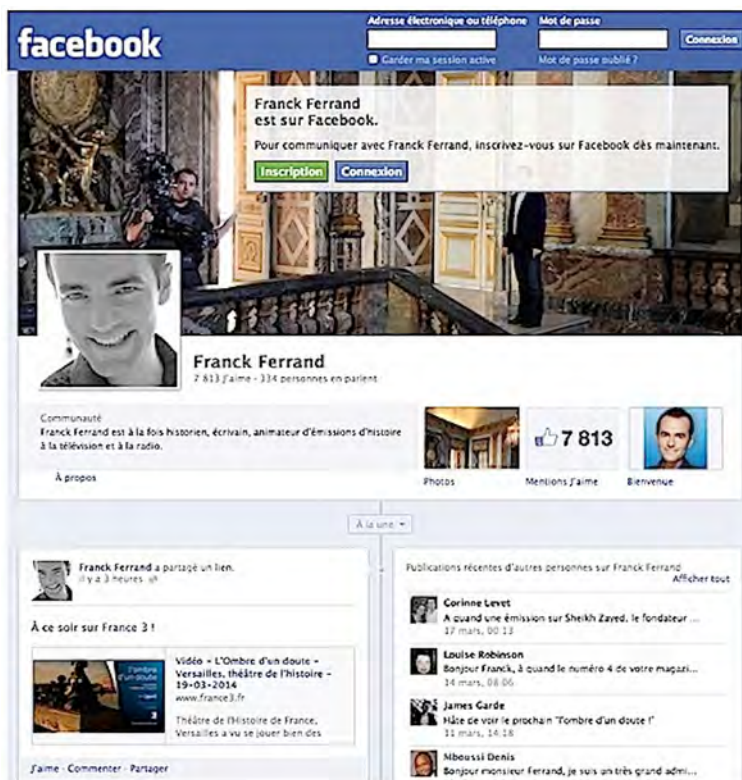 facebook
Adresse électronique ou téléphone
Mot de passe
Connexion
Garder ma session active
Mot de passe oublié ?
Franck Ferrand
est sur Facebook.
Pour communiquer avec Franck Ferrand, inscrivez-vous sur Facebook dès maintenant.
Inscription
Connexion
Franck Ferrand
7 813 J'aime · 334 personnes en parlent
Communauté
Franck Ferrand est à la fois historien, écrivain, animateur d'émissions d'histoire
à la télévision et à la radio.
À propos
Photos
7 813
Mentions J'aime
Bienvenue
À la une
Franck Ferrand a partagé un lien.
il y a 3 heures
À ce soir sur France 3 !
l'ombre
d'un doute
3
Vidéo – L'Ombre d'un doute –
Versailles, théâtre de l'histoire –
19-03-2014
www.france3.fr
Théâtre de l'Histoire de France,
Versailles a vu se jouer bien des
J'aime · Commenter · Partager
Publications récentes d'autres personnes sur Franck Ferrand
Afficher tout
Corinne Levet
A quand une émission sur Sheikh Zayed, le fondateur ...
17 mars, 00:13
Louise Robinson
Bonjour Franck, à quand le numéro 4 de votre magazi...
14 mars, 08:06
James Garde
Hâte de voir le prochain "l'ombre d'un doute !"
11 mars, 14:18
Mboussi Denis
Bonjour monsieur Ferrand, je suis un très grand admi...